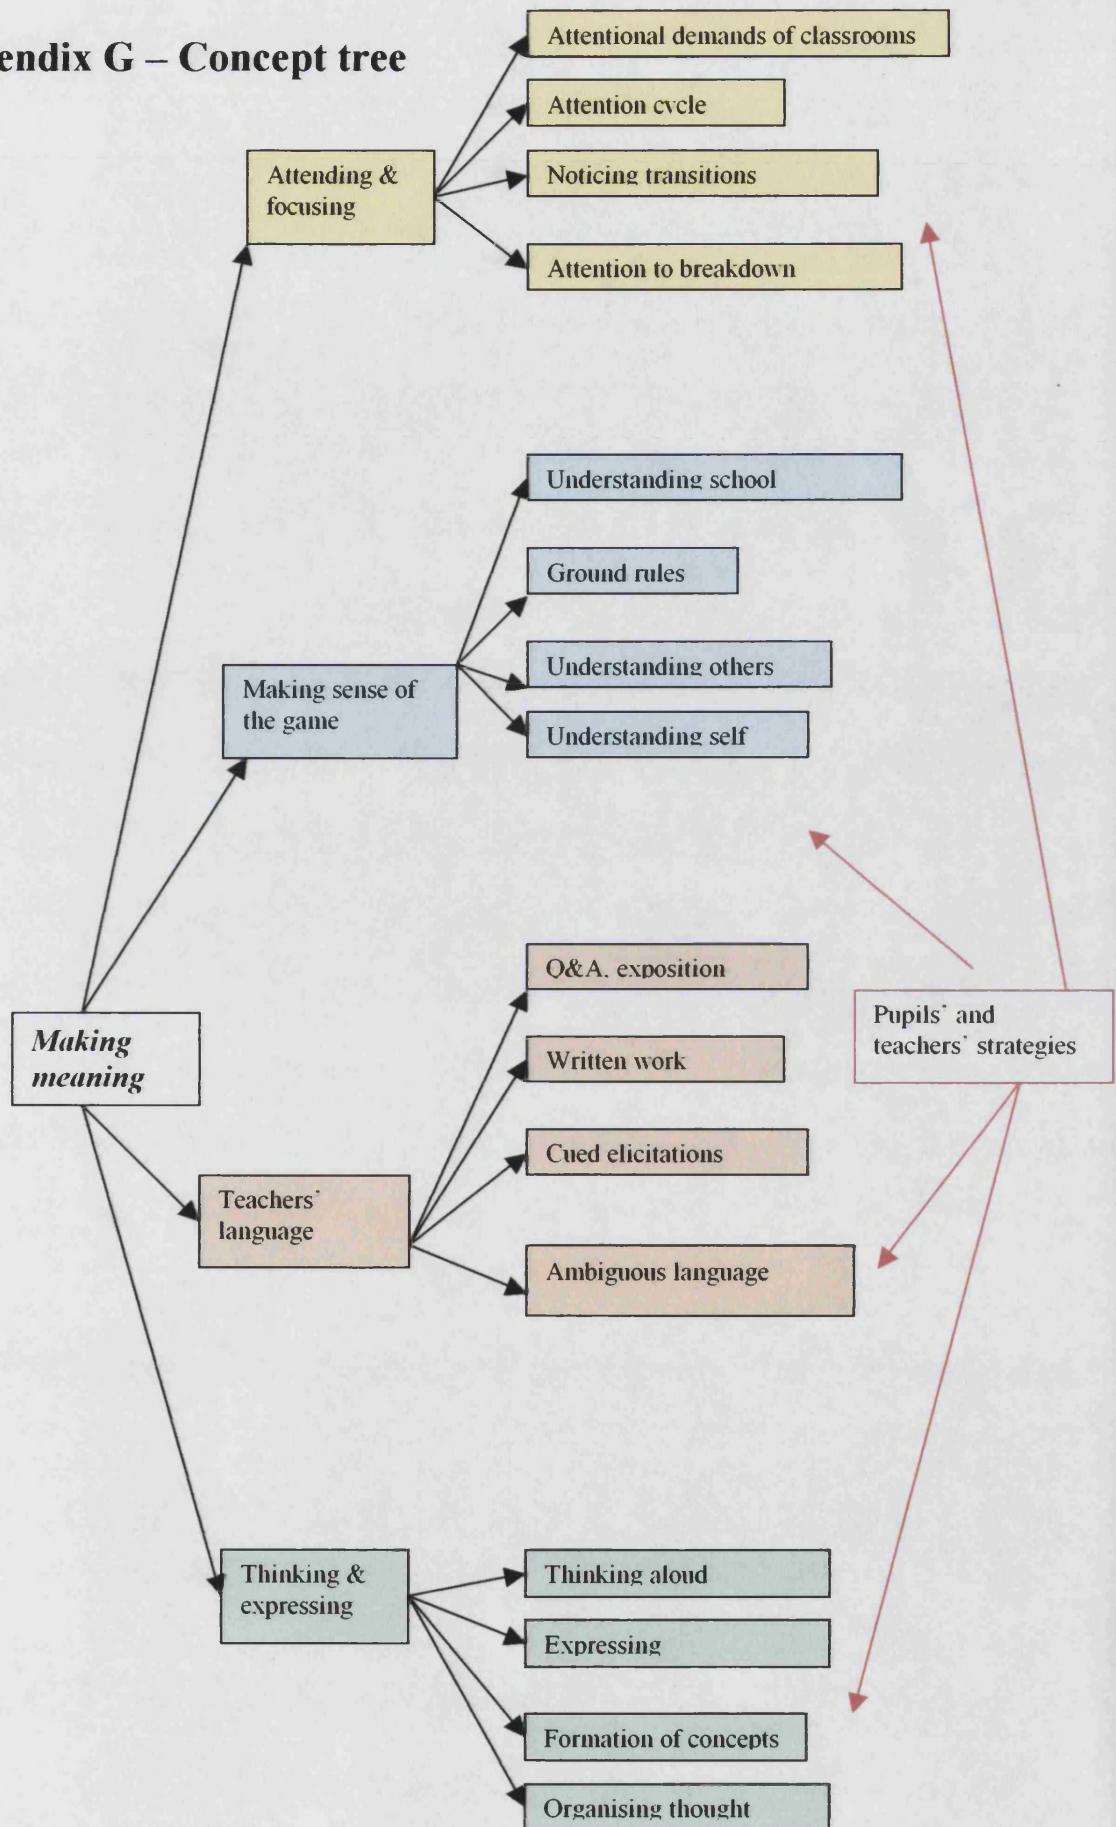 endix G – Concept tree
Attentional demands of classrooms
Attention cycle
Attending &
focusing
Noticing transitions
Attention to breakdown
Understanding school
Ground rules
Making sense of
the game
Understanding others
Understanding self
Q&A, exposition
Making
meaning
Pupils' and
teachers' strategies
Written work
Cued elicitations
Teachers'
language
Ambiguous language
Thinking &
expressing
Thinking aloud
Expressing
Formation of concepts
Organising thought